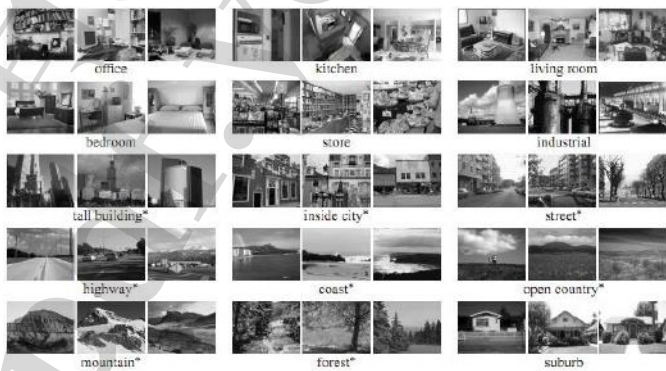 office kitchen living room
bedroom store industrial
tall building* inside city* street*
highway* coast* open country*
mountain* forest* suburb